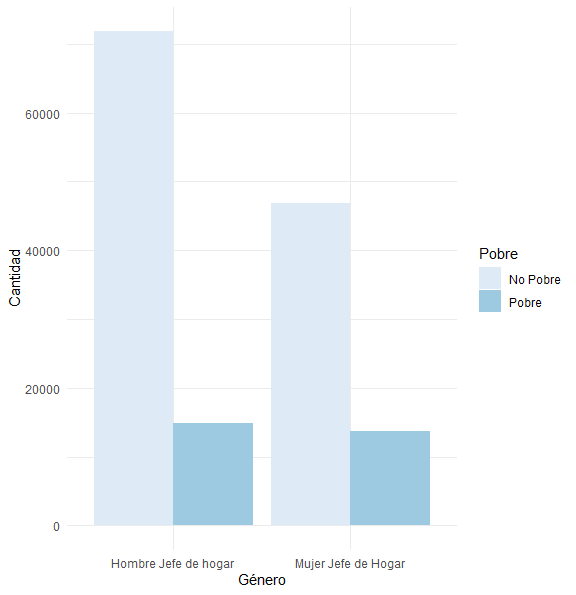 60000
40000
20000
0
Cantidad
Hombre Jefe de hogar
Mujer Jefe de Hogar
Género
Pobre
No Pobre
Pobre